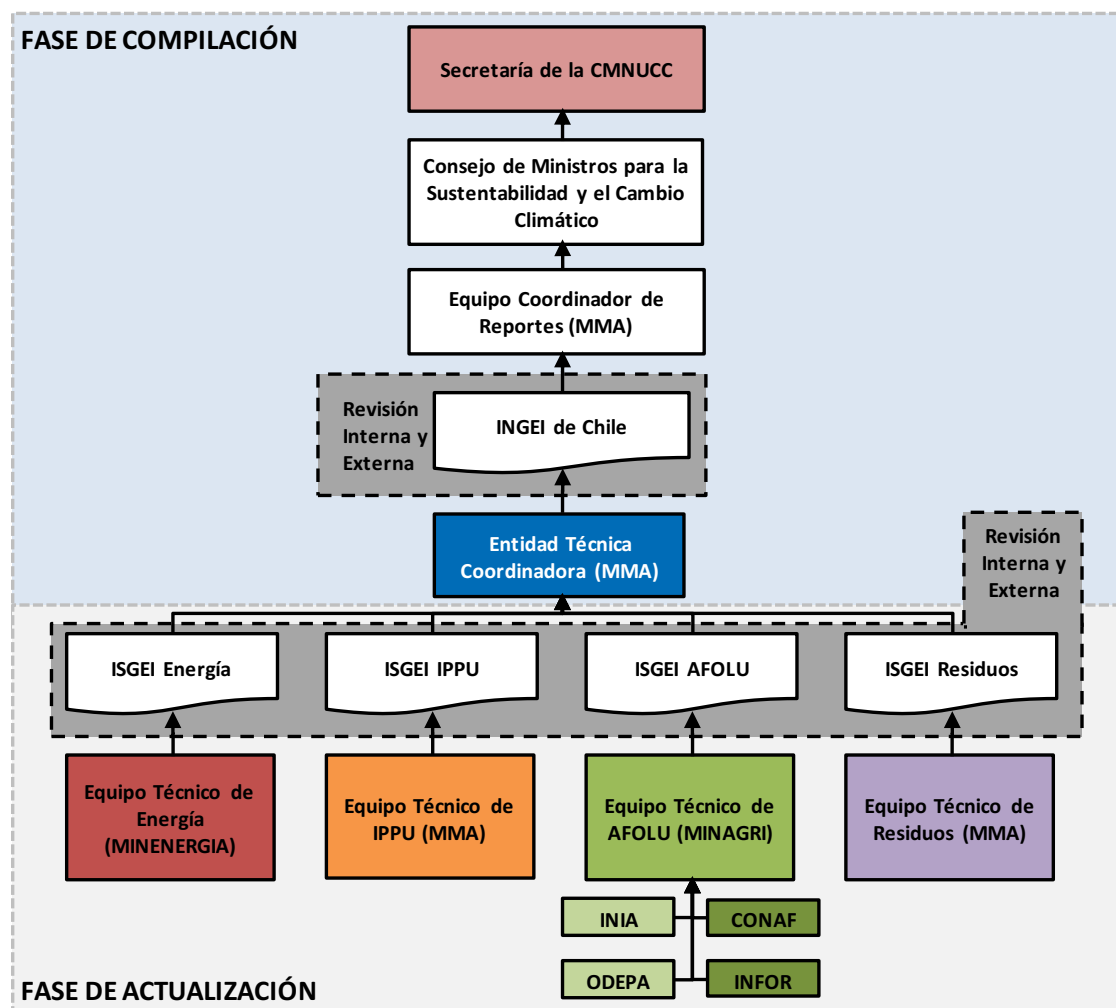 FASE DE COMPILACIÓN
Secretaría de la CMNUCC
Consejo de Ministros para la
Sustentabilidad y el Cambio
Climático
Equipo Coordinador de
Reportes (MMA)
Revisión
Interna y
Externa
INGEI de Chile
Entidad Técnica
Coordinadora (MMA)
Revisión
Interna y
Externa
ISGEI Energía
ISGEI IPPU
ISGEI AFOLU
ISGEI Residuos
Equipo Técnico de
Energía
(MINENERGIA)
Equipo Técnico de
IPPU (MMA)
Equipo Técnico de
AFOLU (MINAGRI)
Equipo Técnico de
Residuos (MMA)
INIA
CONAF
ODEPA
INFOR
FASE DE ACTUALIZACIÓN